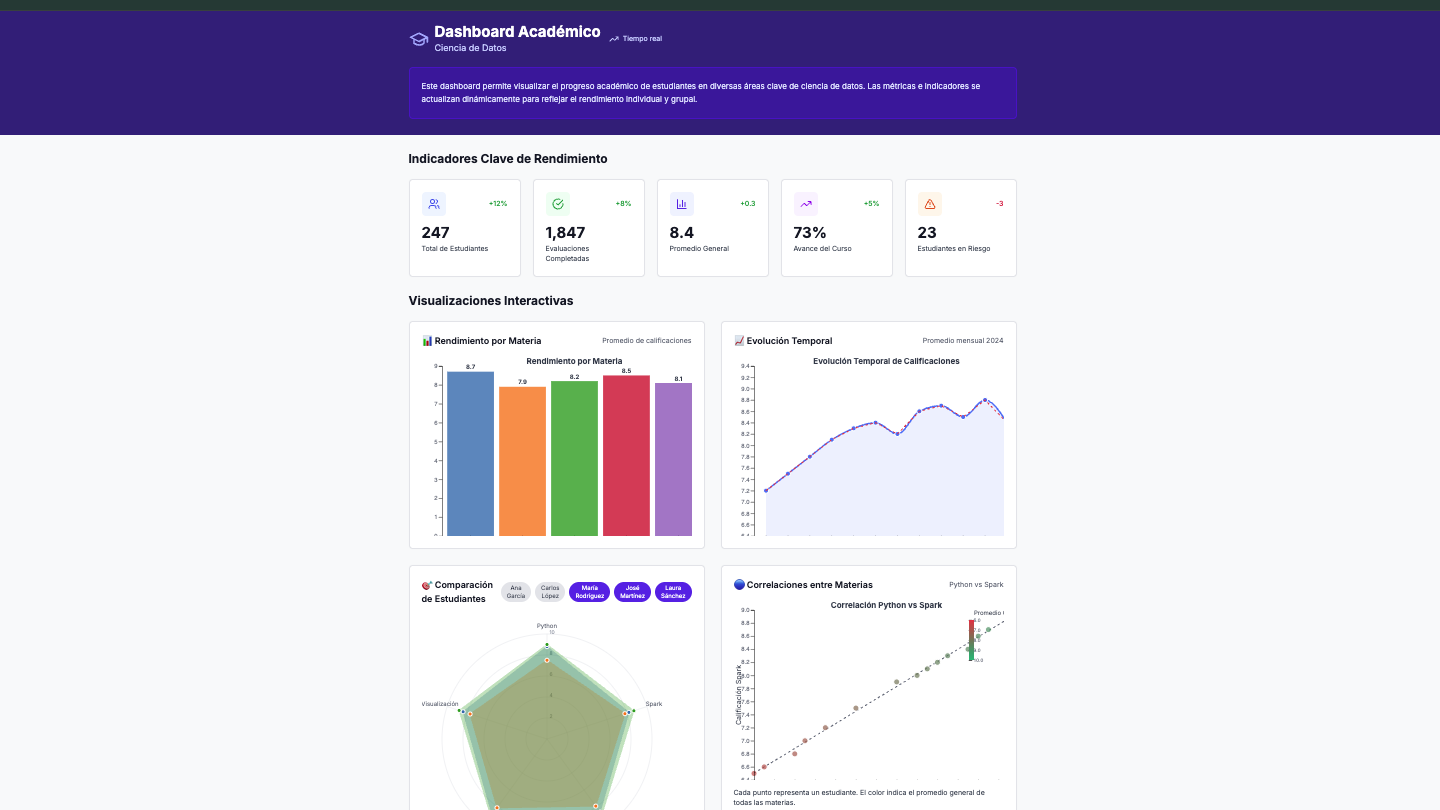 Dashboard Académico
Ciencia de Datos
Tiempo real
Este dashboard permite visualizar el progreso académico de estudiantes en diversas áreas clave de ciencia de datos. Las métricas e indicadores se
actualizan dinámicamente para reflejar el rendimiento individual y grupal.
Indicadores Clave de Rendimiento
+12%
247
Total de Estudiantes
+8%
1,847
Evaluaciones
Completadas
+0.3
8.4
Promedio General
+5%
73%
Avance del Curso
-3
23
Estudiantes en Riesgo
Visualizaciones Interactivas
Rendimiento por Materia
Promedio de calificaciones
Rendimiento por Materia
9
8
7
6
5
4
3
2
1
8.7
7.9
8.2
8.5
8.1
Evolución Temporal
Promedio mensual 2024
Evolución Temporal de Calificaciones
9.4
9.2
9.0
8.8
8.6
8.4
8.2
8.0
7.8
7.6
7.4
7.2
7.0
6.8
6.6
Comparación
de Estudiantes
Ana
García
Carlos
López
María
Rodríguez
José
Martínez
Laura
Sánchez
Python
10
6
4
2
Visualización
Spark
Correlaciones entre Materias
Python vs Spark
Correlación Python vs Spark
Promedio
9.0
8.8
8.6
8.4
8.2
8.0
7.8
7.6
7.4
7.2
7.0
6.8
6.6
Calificación Spark
10.0
Cada punto representa un estudiante. El color indica el promedio general de
todas las materias.